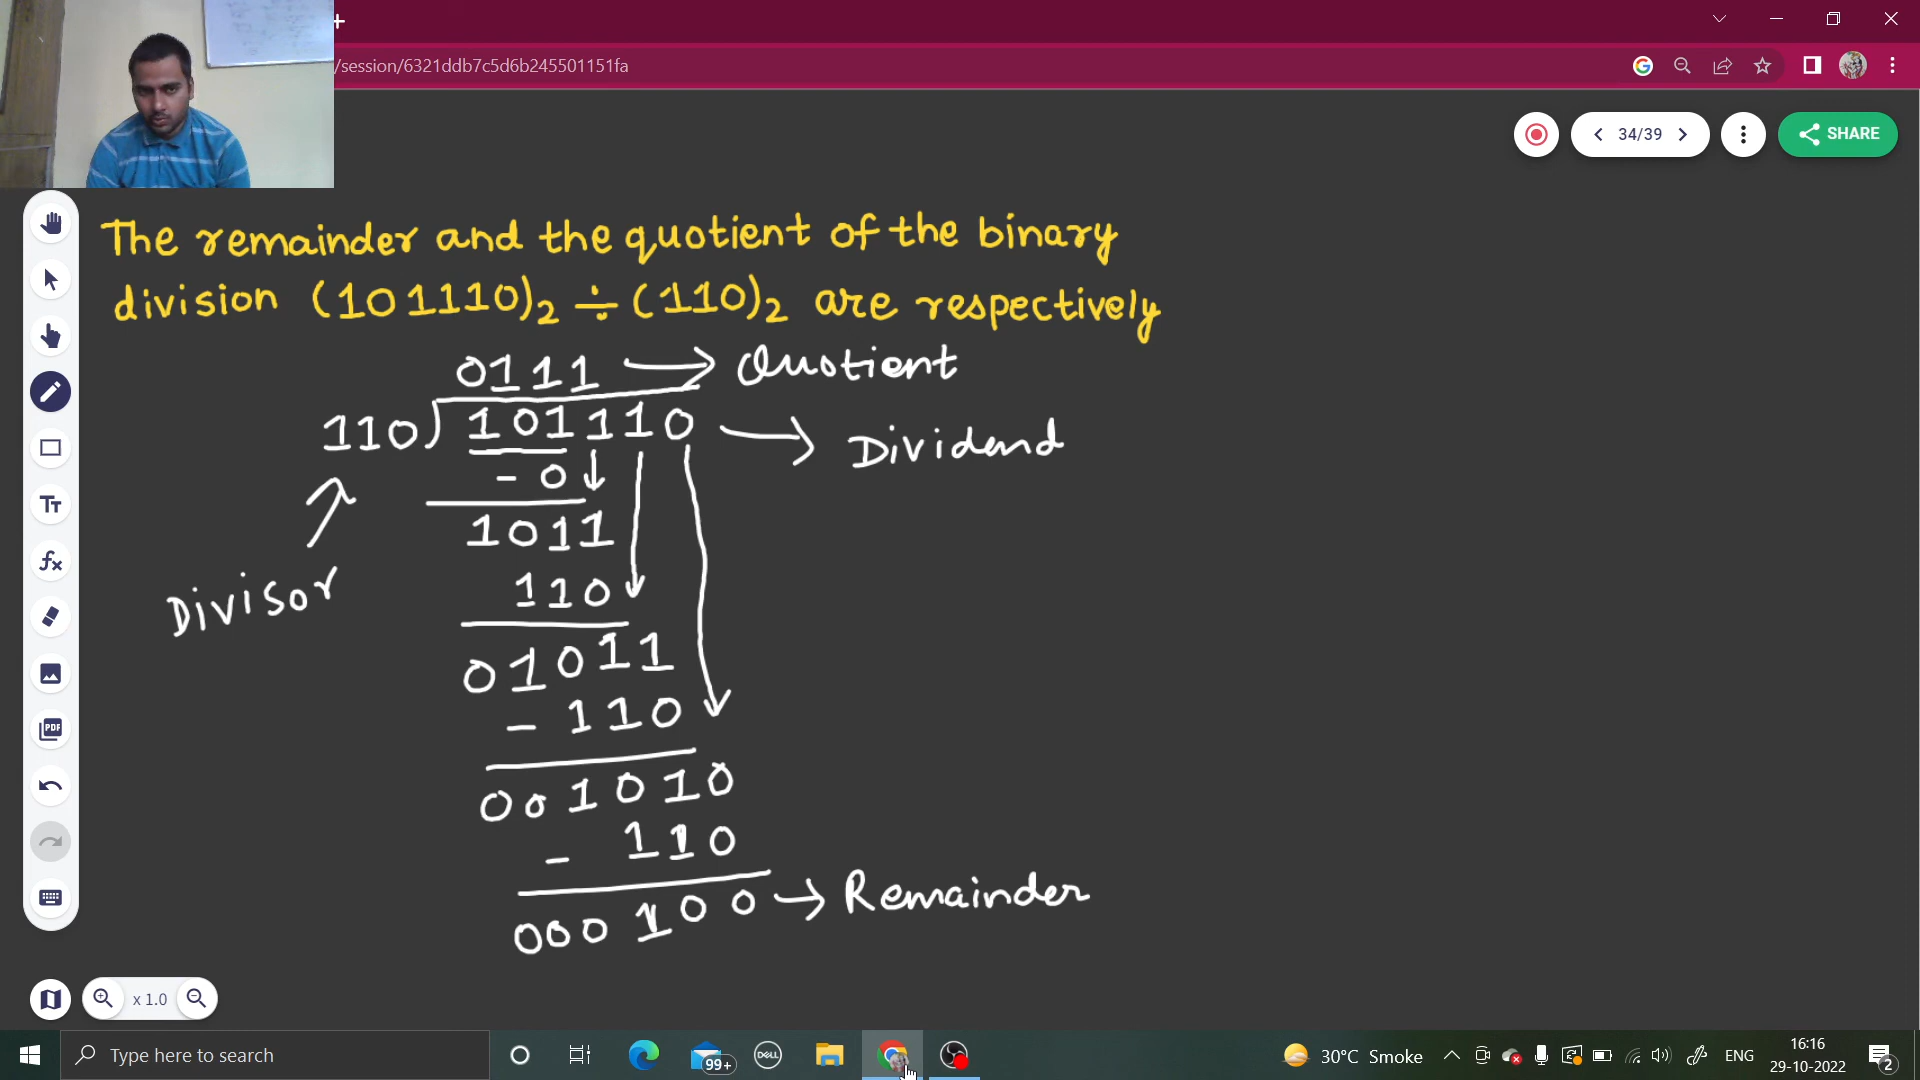 /session/6321ddb7c5d6b245501151fa
34/39
SHARE
The remainder and the quotient of the binary
division (101110)₂ ÷ (110)₂ are respectively
0111 → Quotient
110) 101110 → Dividend
- 0
1011
110
Divisor
01011
- 110
001010
- 110
000100 → Remainder
x 1.0
Type here to search
99+
DELL
30°C Smoke
ENG
16:16
29-10-2022
2